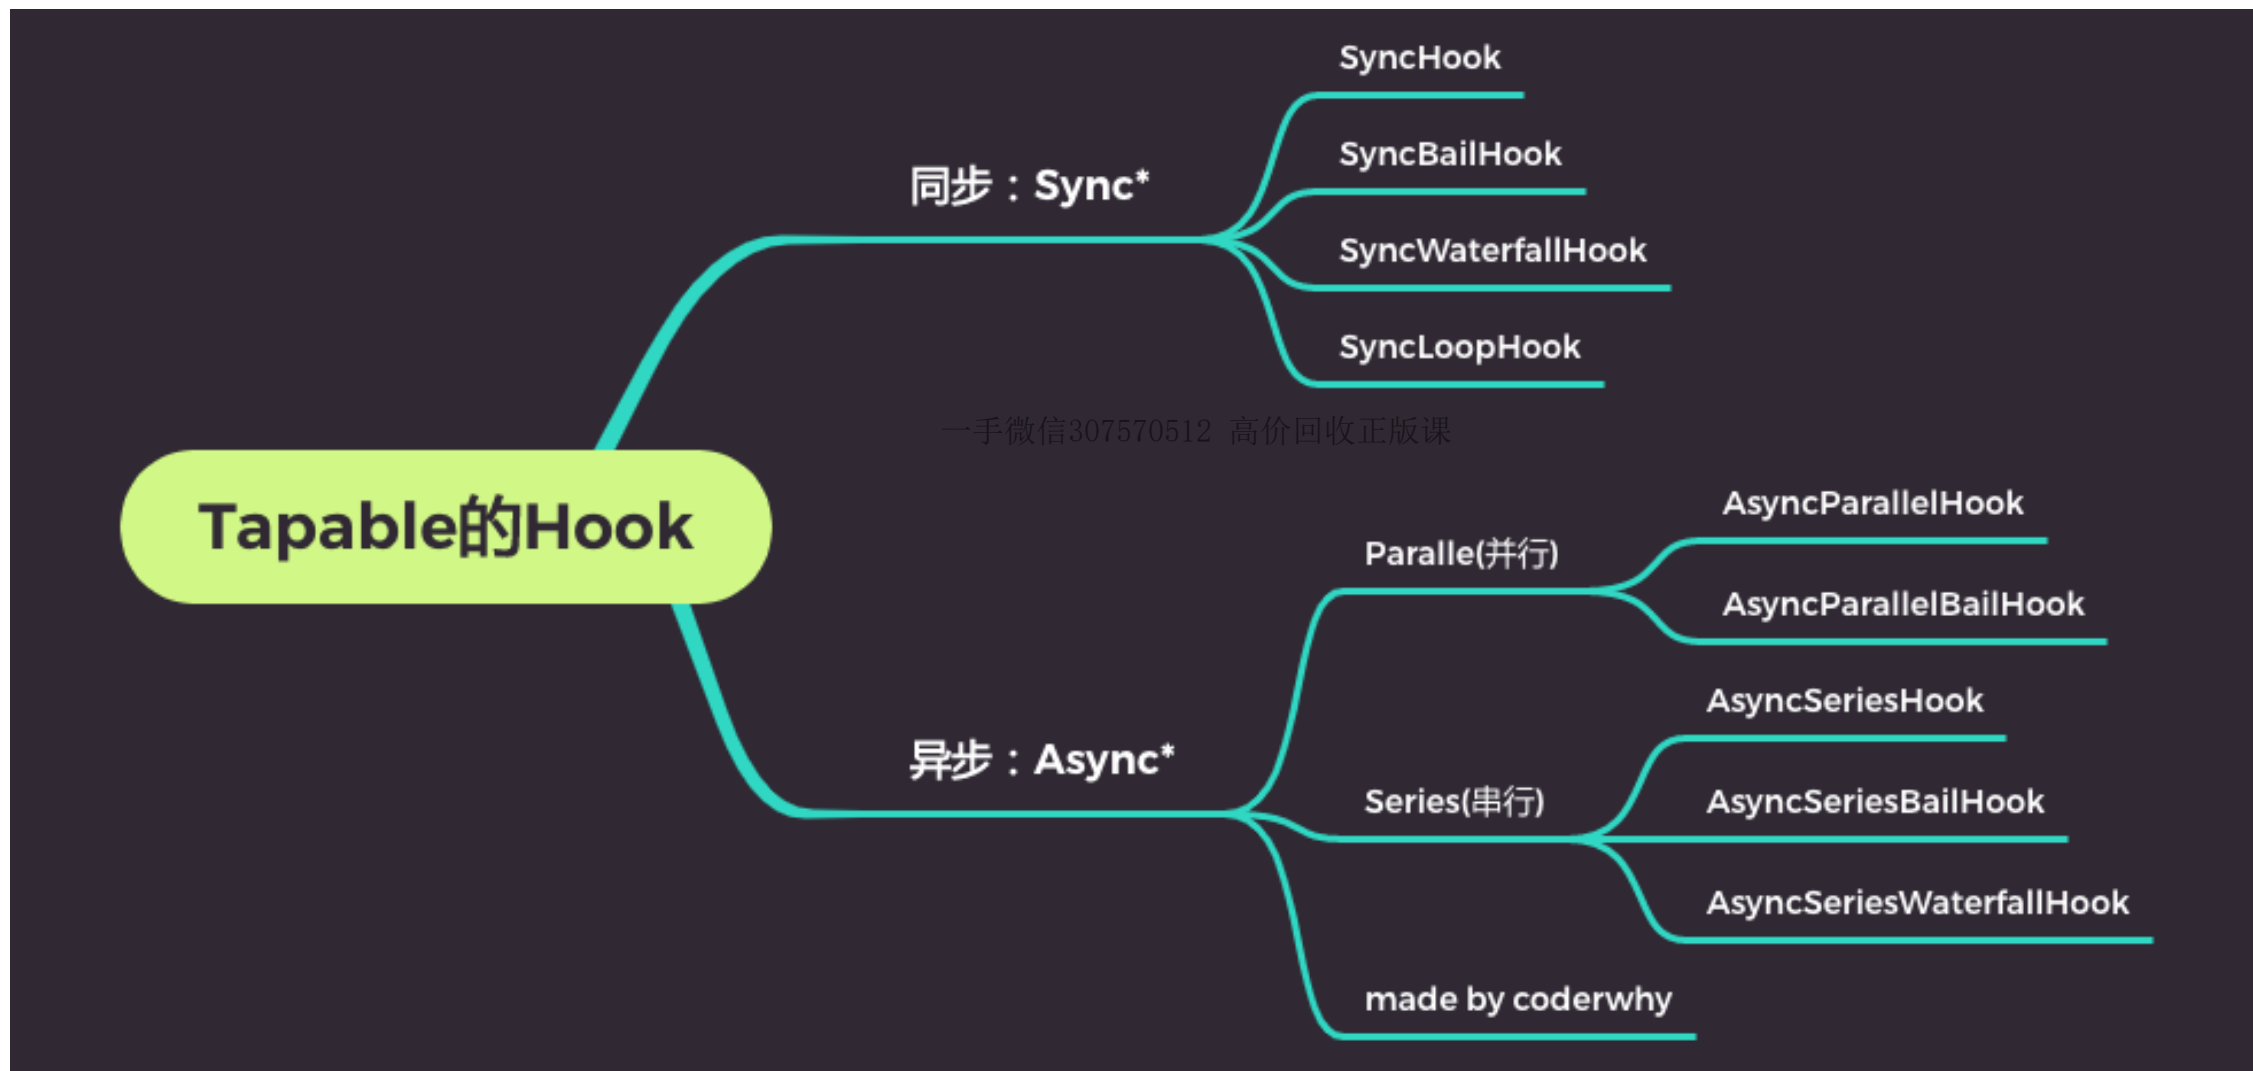 Tapable的Hook
同步：Sync*
SyncHook
SyncBailHook
SyncWaterfallHook
SyncLoopHook
一手微信307570512 高价回收正版课
异步：Async*
Paralle(并行)
AsyncParallelHook
AsyncParallelBailHook
Series(串行)
AsyncSeriesHook
AsyncSeriesBailHook
AsyncSeriesWaterfallHook
made by coderwhy